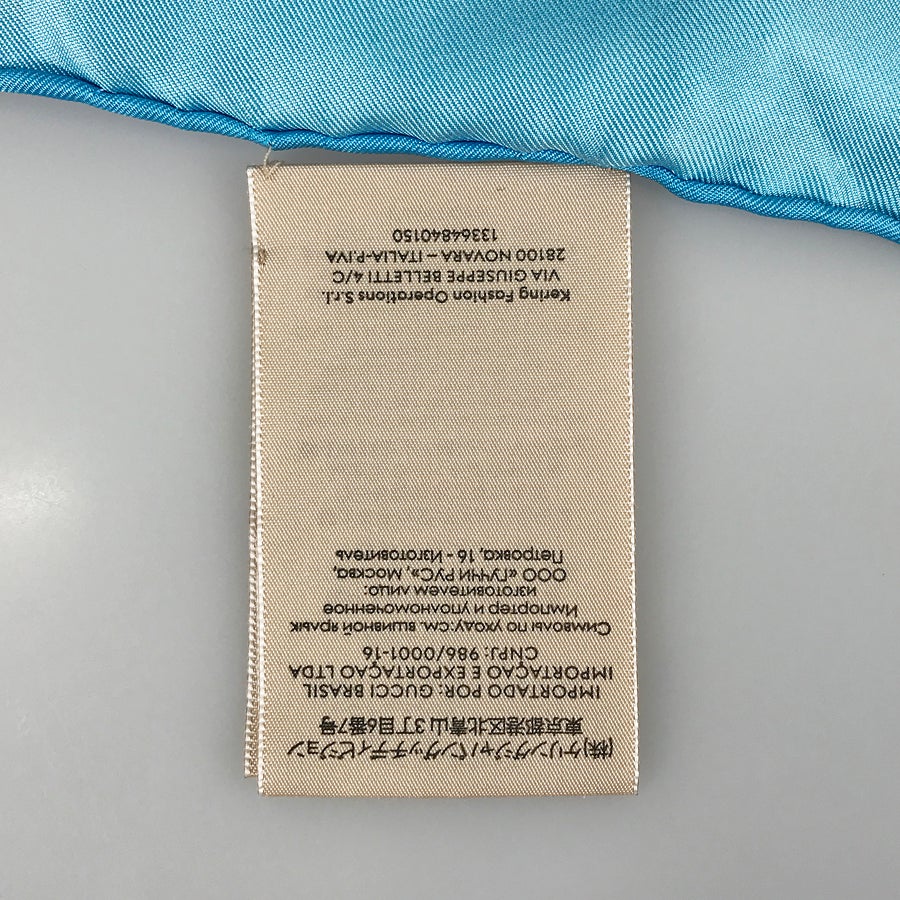 (株)ケリングジャパングッチディビジョン
東京都港区北青山3丁目6番7号
IMPORTADO POR: GUCCI BRASIL
IMPORTAÇAO E EXPORTAÇAO LTDA
CNPJ: 986/0001-16
Символы по уходу:см. вшивной ярлык
Импортер и уполномоченное
изготовителем лицо:
ООО «ГУЧЧИ РУС», Москва,
Петровка, 16 - Изготовитель
Kering Fashion Operations S.r.l.
VIA GIUSEPPE BELLETTI 4/C
28100 NOVARA – ITALIA-P.IVA
13364840150